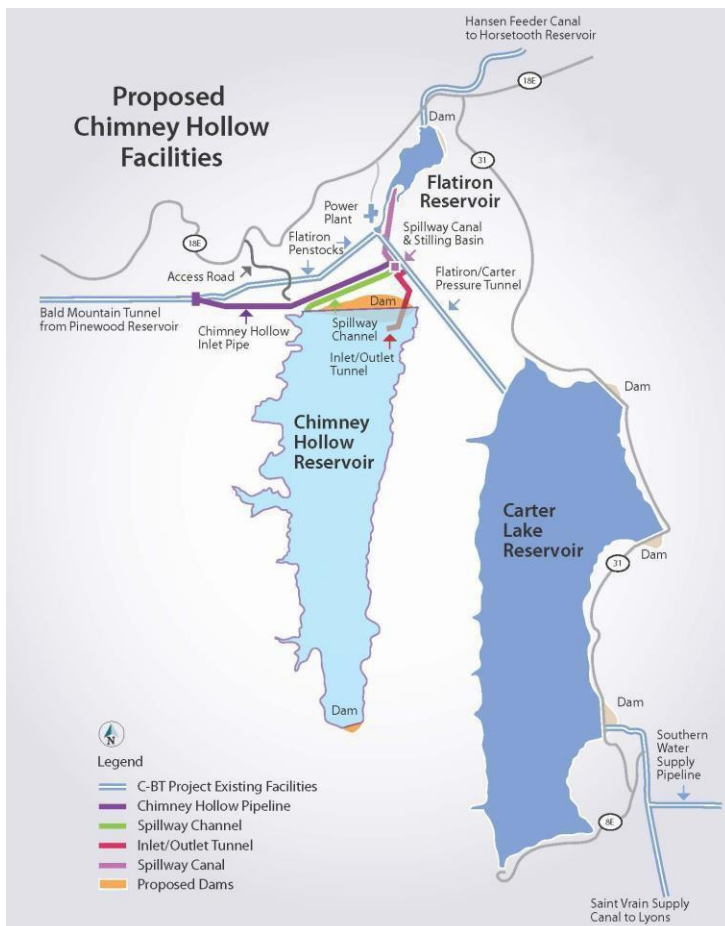 Hansen Feeder Canal
to Horsetooth Reservoir
18E
Proposed
Chimney Hollow
Facilities
Dam
31
Flatiron
Reservoir
Power
Plant
18E
Flatiron
Penstocks
Spillway Canal
& Stilling Basin
Access Road
Flatiron/Carter
Pressure Tunnel
Bald Mountain Tunnel
from Pinewood Reservoir
Dam
Chimney Hollow
Inlet Pipe
Spillway
Channel
Inlet/Outlet
Tunnel
Dam
Chimney
Hollow
Reservoir
Carter
Lake
Reservoir
Dam
31
Dam
Dam
Southern
Water
Supply
Pipeline
8E
Saint Vrain Supply
Canal to Lyons
N
Legend
C-BT Project Existing Facilities
Chimney Hollow Pipeline
Spillway Channel
Inlet/Outlet Tunnel
Spillway Canal
Proposed Dams